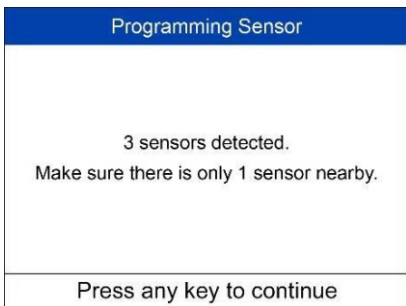 Programming Sensor
3 sensors detected.
Make sure there is only 1 sensor nearby.
Press any key to continue